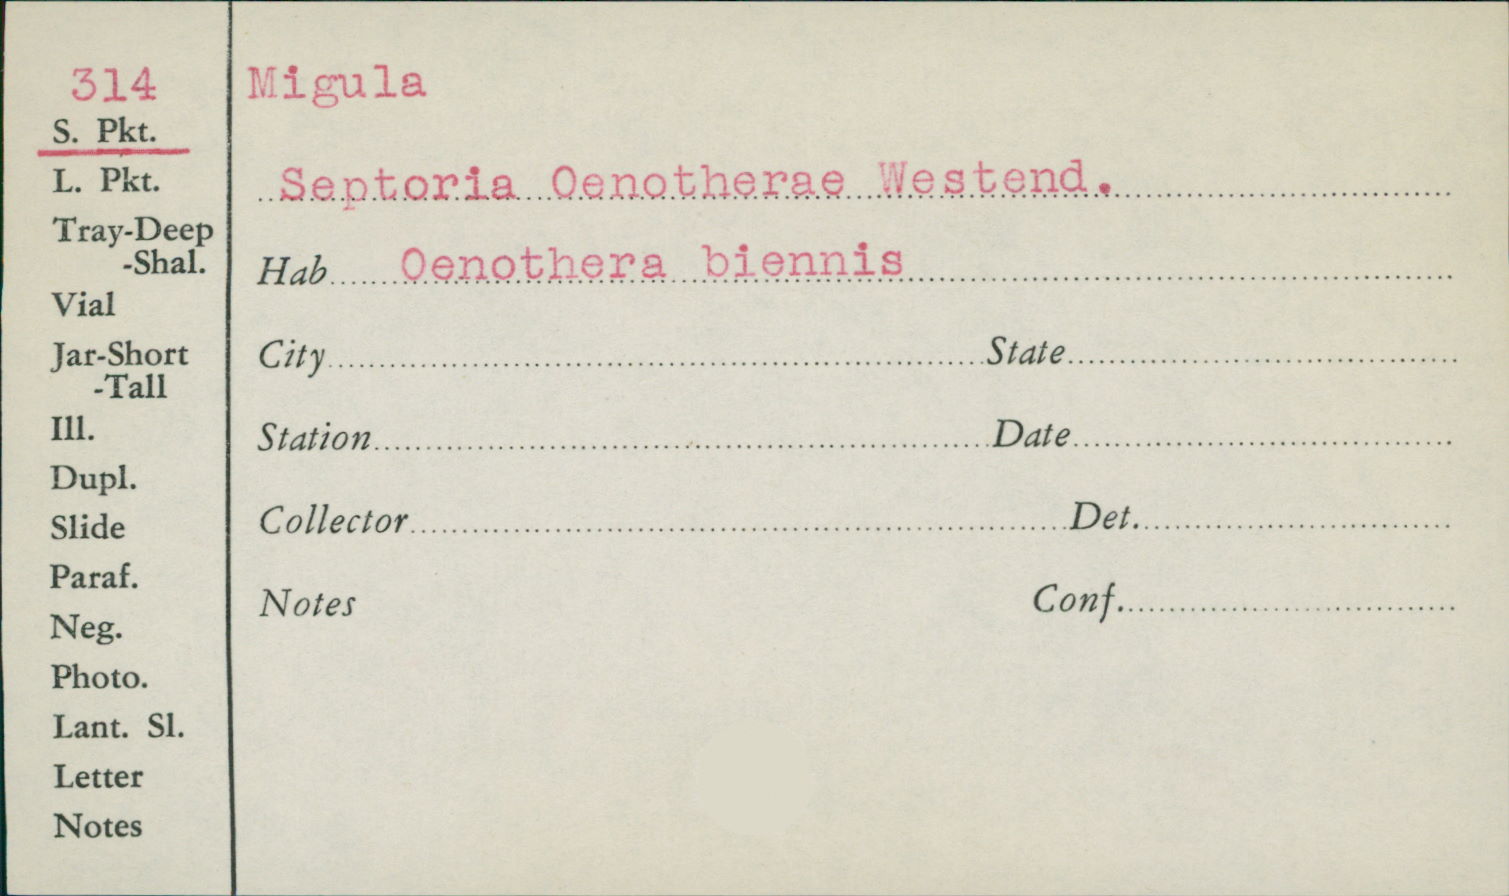 314
S. Pkt.
L. Pkt.
Tray-Deep
-Shal.
Vial
Jar-Short
-Tall
Ill.
Dupl.
Slide
Paraf.
Neg.
Photo.
Lant. Sl.
Letter
Notes
Migula
Septoria Oenotherae Westend.
Hab Oenothera biennis
City State
Station Date
Collector Det.
Notes Conf.